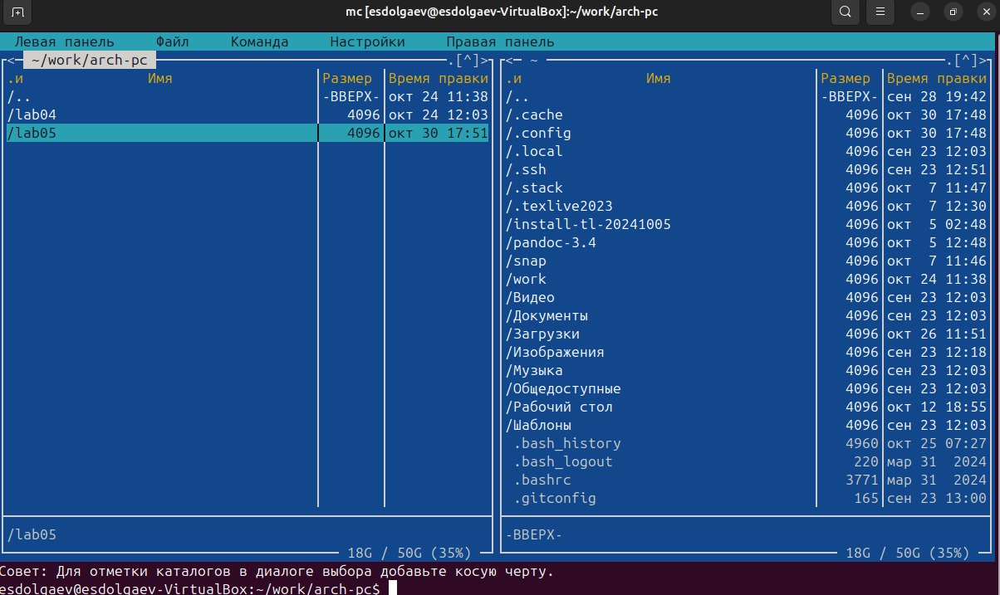 mc [esdolgaev@esdolgaev-VirtualBox]:~/work/arch-pc
Левая панель Файл Команда Настройки Правая панель
<- ~/work/arch-pc .[^]>
.и Имя Размер Время правки
/.. -ВВЕРХ- окт 24 11:38
/lab04 4096 окт 24 12:03
/lab05 4096 окт 30 17:51
/lab05
18G / 50G (35%)
<- ~ .[^]>
.и Имя Размер Время правки
/.. -ВВЕРХ- сен 28 19:42
/.cache 4096 окт 30 17:48
/.config 4096 окт 30 17:48
/.local 4096 сен 23 12:03
/.ssh 4096 сен 23 12:51
/.stack 4096 окт 7 11:47
/.texlive2023 4096 окт 7 12:30
/install-tl-20241005 4096 окт 5 02:48
/pandoc-3.4 4096 окт 5 12:48
/snap 4096 окт 7 11:46
/work 4096 окт 24 11:38
/Видео 4096 сен 23 12:03
/Документы 4096 сен 23 12:03
/Загрузки 4096 окт 26 11:51
/Изображения 4096 сен 23 12:18
/Музыка 4096 сен 23 12:03
/Общедоступные 4096 сен 23 12:03
/Рабочий стол 4096 окт 12 18:55
/Шаблоны 4096 сен 23 12:03
.bash_history 4960 окт 25 07:27
.bash_logout 220 мар 31 2024
.bashrc 3771 мар 31 2024
.gitconfig 165 сен 23 13:00
-ВВЕРХ-
18G / 50G (35%)
Совет: Для отметки каталогов в диалоге выбора добавьте косую черту.
esdolgaev@esdolgaev-VirtualBox:~/work/arch-pc$